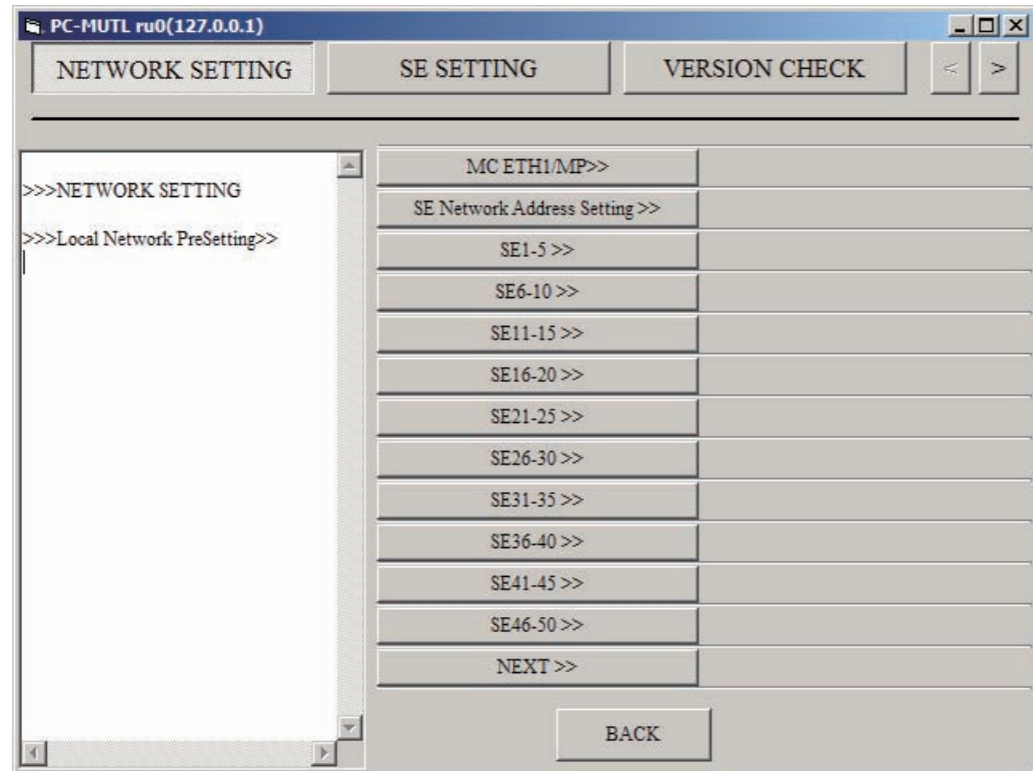 PC-MUTL ru0(127.0.0.1)
NETWORK SETTING
SE SETTING
VERSION CHECK
<
>
>>>NETWORK SETTING
>>>Local Network PreSetting>>
MC ETH1/MP>>
SE Network Address Setting >>
SE1-5 >>
SE6-10 >>
SE11-15 >>
SE16-20 >>
SE21-25 >>
SE26-30 >>
SE31-35 >>
SE36-40 >>
SE41-45 >>
SE46-50 >>
NEXT >>
BACK